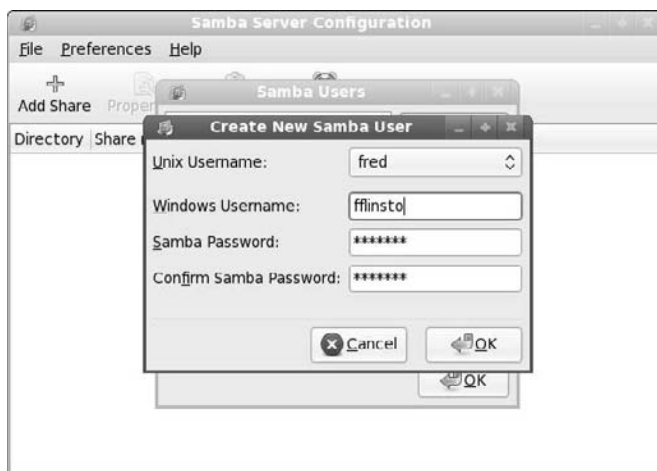 Samba Server Configuration
File Preferences Help
Add Share Proper
Samba Users
Directory Share
Create New Samba User
Unix Username: fred
Windows Username: fflinsto
Samba Password: *******
Confirm Samba Password: *******
Cancel OK
OK